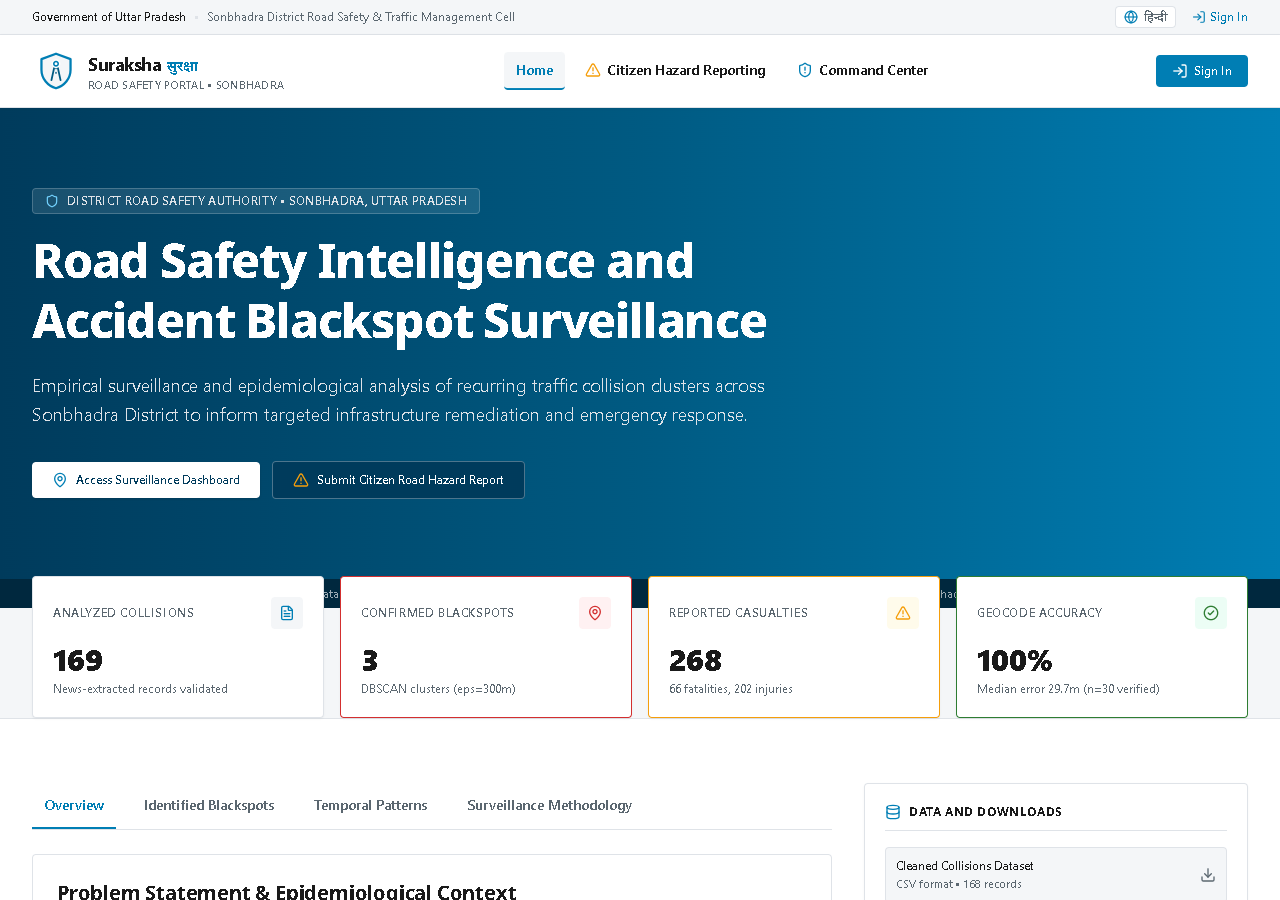 Government of Uttar Pradesh • Sonbhadra District Road Safety & Traffic Management Cell
हिन्दी
Sign In
Suraksha सुरक्षा
ROAD SAFETY PORTAL • SONBHADRA
Home
Citizen Hazard Reporting
Command Center
Sign In
DISTRICT ROAD SAFETY AUTHORITY • SONBHADRA, UTTAR PRADESH
Road Safety Intelligence and
Accident Blackspot Surveillance
Empirical surveillance and epidemiological analysis of recurring traffic collision clusters across
Sonbhadra District to inform targeted infrastructure remediation and emergency response.
Access Surveillance Dashboard
Submit Citizen Road Hazard Report
ANALYZED COLLISIONS
169
News-extracted records validated
CONFIRMED BLACKSPOTS
3
DBSCAN clusters (eps=300m)
REPORTED CASUALTIES
268
66 fatalities, 202 injuries
GEOCODE ACCURACY
100%
Median error 29.7m (n=30 verified)
Overview
Identified Blackspots
Temporal Patterns
Surveillance Methodology
DATA AND DOWNLOADS
Cleaned Collisions Dataset
CSV format • 168 records
Problem Statement & Epidemiological Context